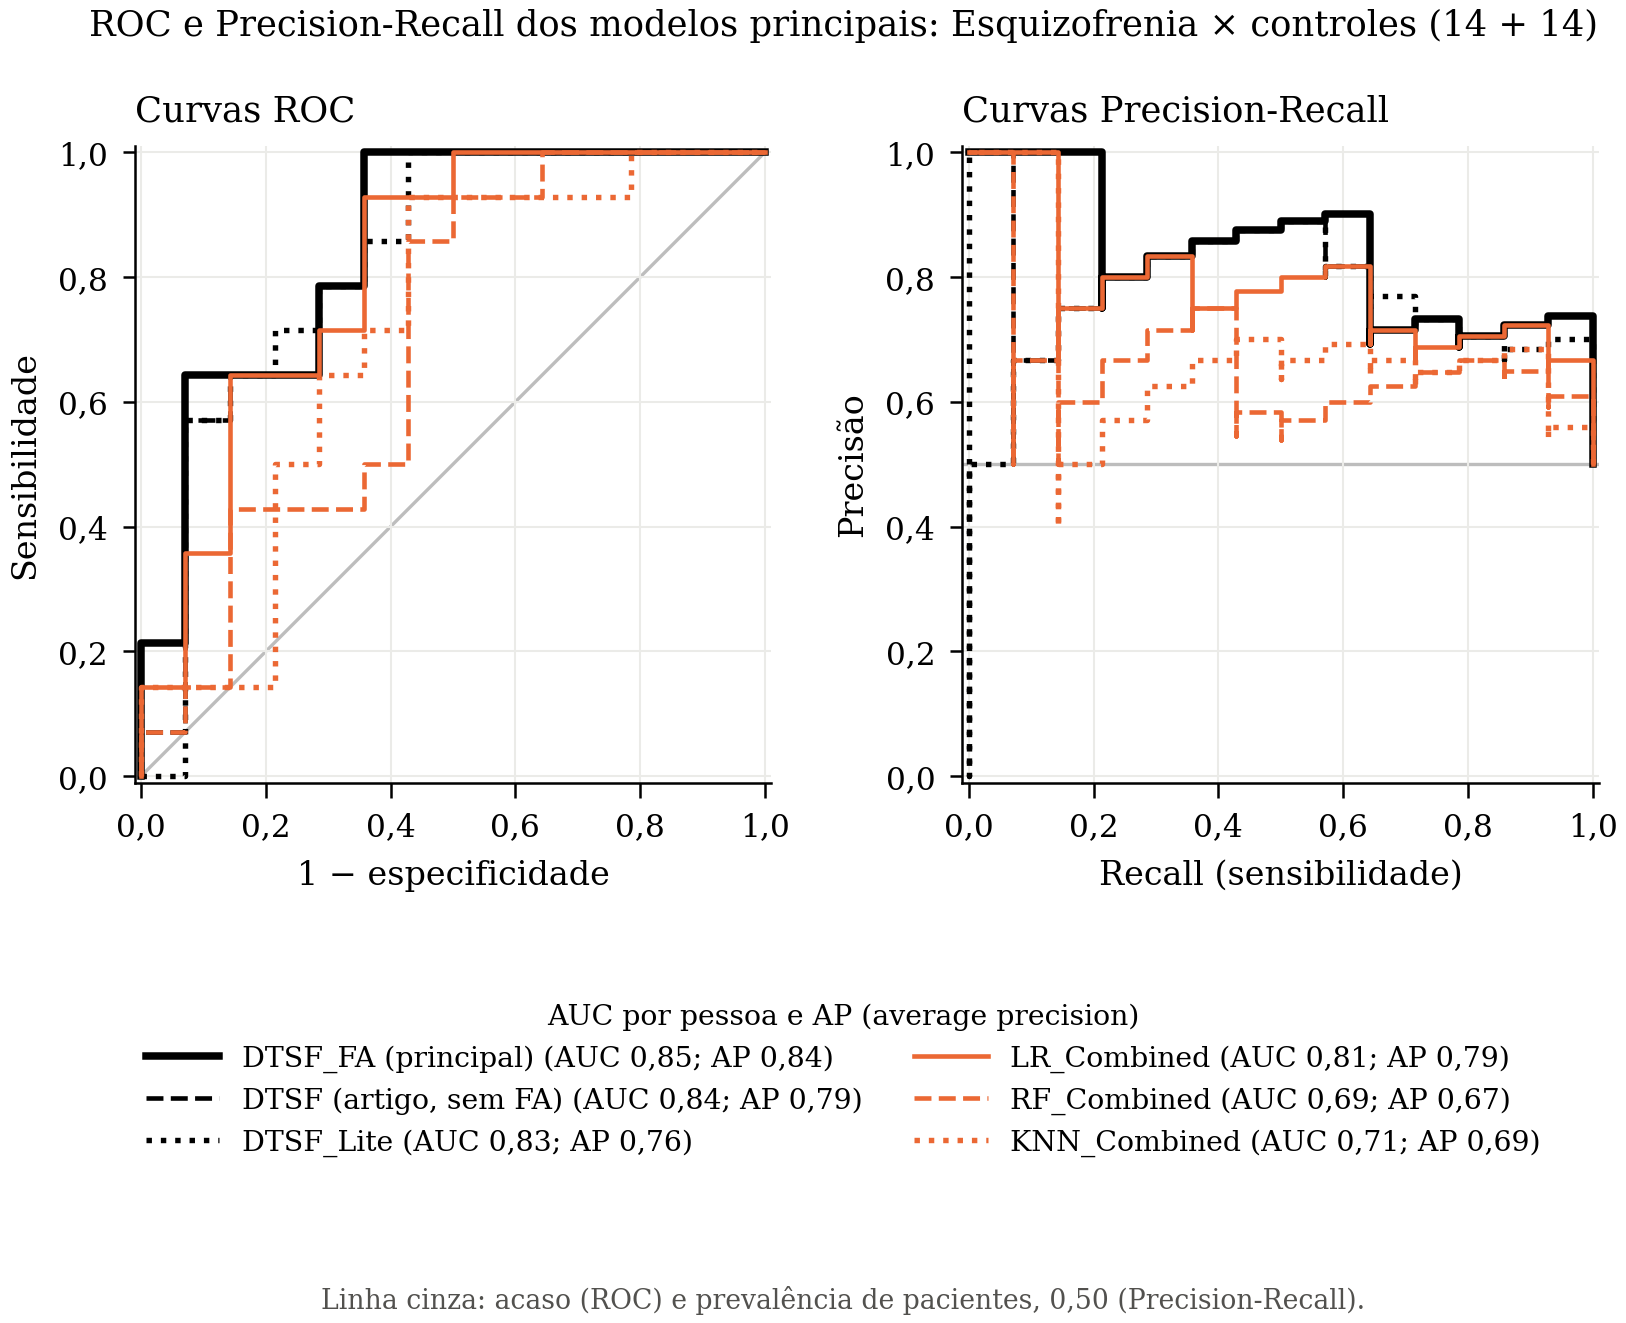 ROC e Precision-Recall dos modelos principais: Esquizofrenia × controles (14 + 14)
Curvas ROC
1,0
0,8
0,6
0,4
0,2
0,0
Sensibilidade
0,0 0,2 0,4 0,6 0,8 1,0
1 − especificidade
Curvas Precision-Recall
1,0
0,8
0,6
0,4
0,2
0,0
Precisão
0,0 0,2 0,4 0,6 0,8 1,0
Recall (sensibilidade)
AUC por pessoa e AP (average precision)
DTSF_FA (principal) (AUC 0,85; AP 0,84)
DTSF (artigo, sem FA) (AUC 0,84; AP 0,79)
DTSF_Lite (AUC 0,83; AP 0,76)
LR_Combined (AUC 0,81; AP 0,79)
RF_Combined (AUC 0,69; AP 0,67)
KNN_Combined (AUC 0,71; AP 0,69)
Linha cinza: acaso (ROC) e prevalência de pacientes, 0,50 (Precision-Recall).